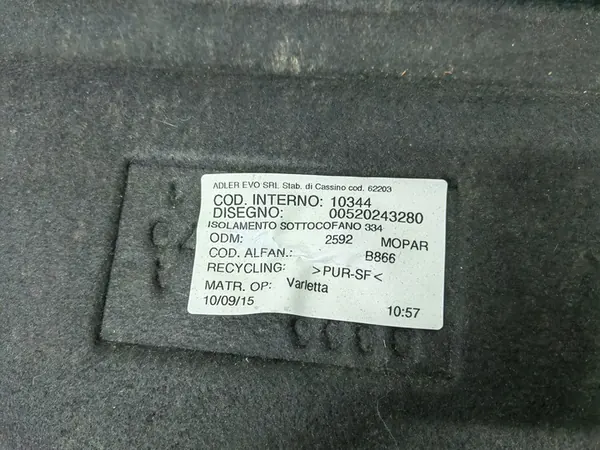 ADLER EVO SRL Stab. di Cassino cod. 62203
COD. INTERNO: 10344
DISEGNO: 00520243280
ISOLAMENTO SOTTOCOFANO 334
ODM: 2592 MOPAR
COD. ALFAN.: B866
RECYCLING: >PUR-SF<
MATR. OP: Varletta
10/09/15 10:57